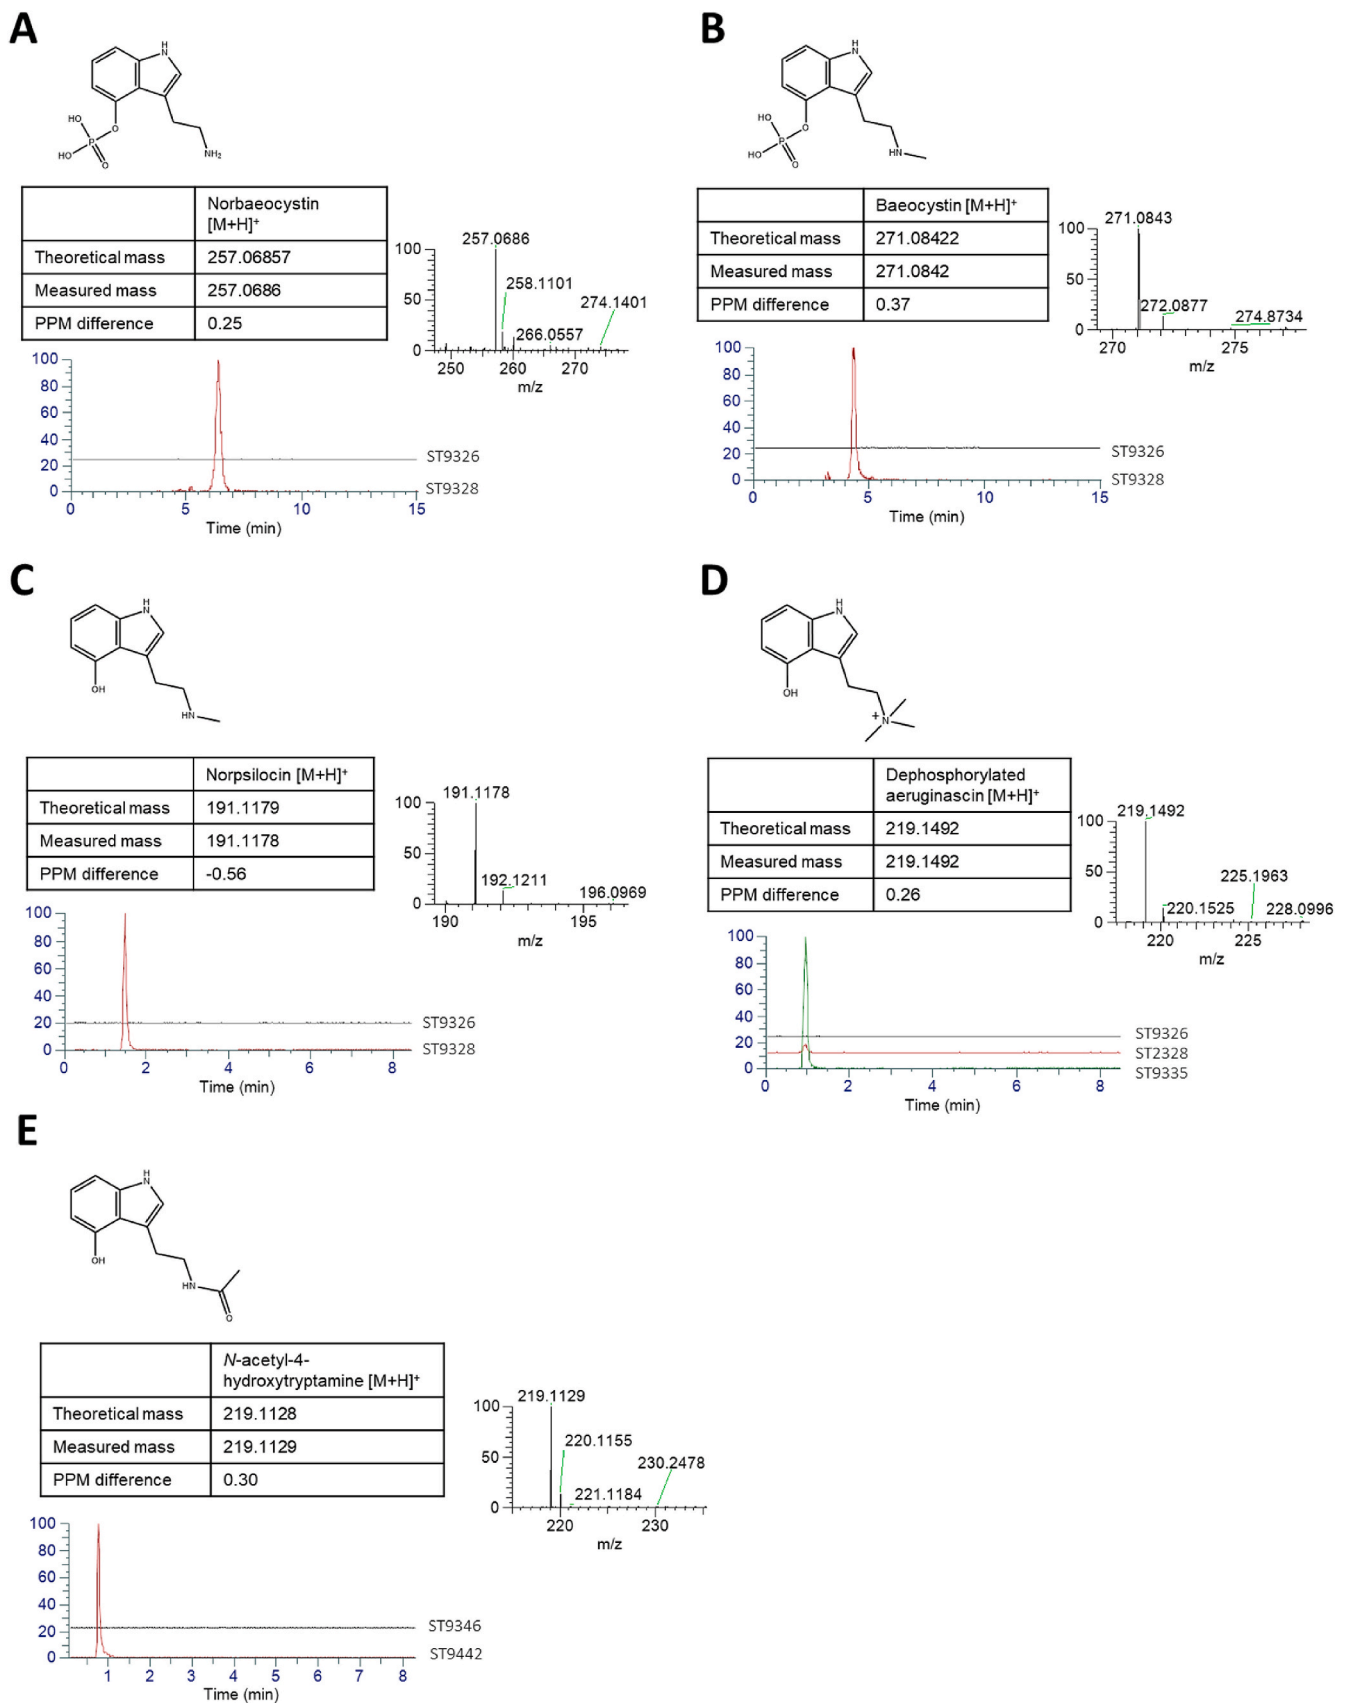 A
H
N
O
HO
P
HO
O
NH₂
Norbaeocystin
[M+H]⁺
Theoretical mass 257.06857
Measured mass 257.0686
PPM difference 0.25
257.0686
258.1101
274.1401
266.0557
100
50
0
250 260 270
m/z
100
80
60
40
20
0
ST9326
ST9328
0 5 10 15
Time (min)
B
H
N
O
HO
P
HO
O
HN
Baeocystin [M+H]⁺
Theoretical mass 271.08422
Measured mass 271.0842
PPM difference 0.37
271.0843
272.0877
274.8734
100
50
0
270 275
m/z
100
80
60
40
20
0
ST9326
ST9328
0 5 10 15
Time (min)
C
H
N
OH
HN
Norpsilocin [M+H]⁺
Theoretical mass 191.1179
Measured mass 191.1178
PPM difference -0.56
191.1178
192.1211
196.0969
100
50
0
190 195
m/z
100
80
60
40
20
0
ST9326
ST9328
0 2 4 6 8
Time (min)
D
H
N
OH
+
N
Dephosphorylated
aeruginascin [M+H]⁺
Theoretical mass 219.1492
Measured mass 219.1492
PPM difference 0.26
219.1492
225.1963
220.1525
228.0996
100
50
0
220 225
m/z
100
80
60
40
20
0
ST9326
ST2328
ST9335
0 2 4 6 8
Time (min)
E
H
N
OH
HN
O
N-acetyl-4-
hydroxytryptamine [M+H]⁺
Theoretical mass 219.1128
Measured mass 219.1129
PPM difference 0.30
219.1129
220.1155
230.2478
221.1184
100
50
0
220 230
m/z
100
80
60
40
20
0
ST9346
ST9442
1 2 3 4 5 6 7 8
Time (min)